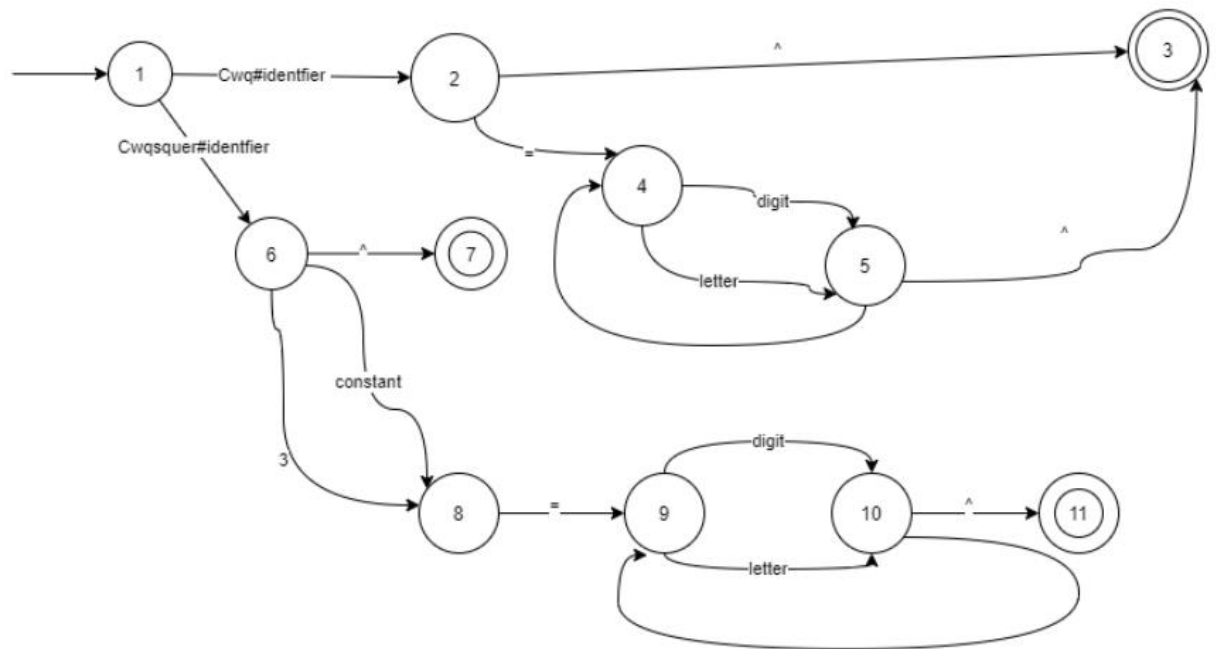 1
Cwq#identfier
2
^
3
Cwqsquer#identfier
=
4
digit
5
^
letter
6
^
7
constant
3
8
=
9
digit
letter
10
^
11